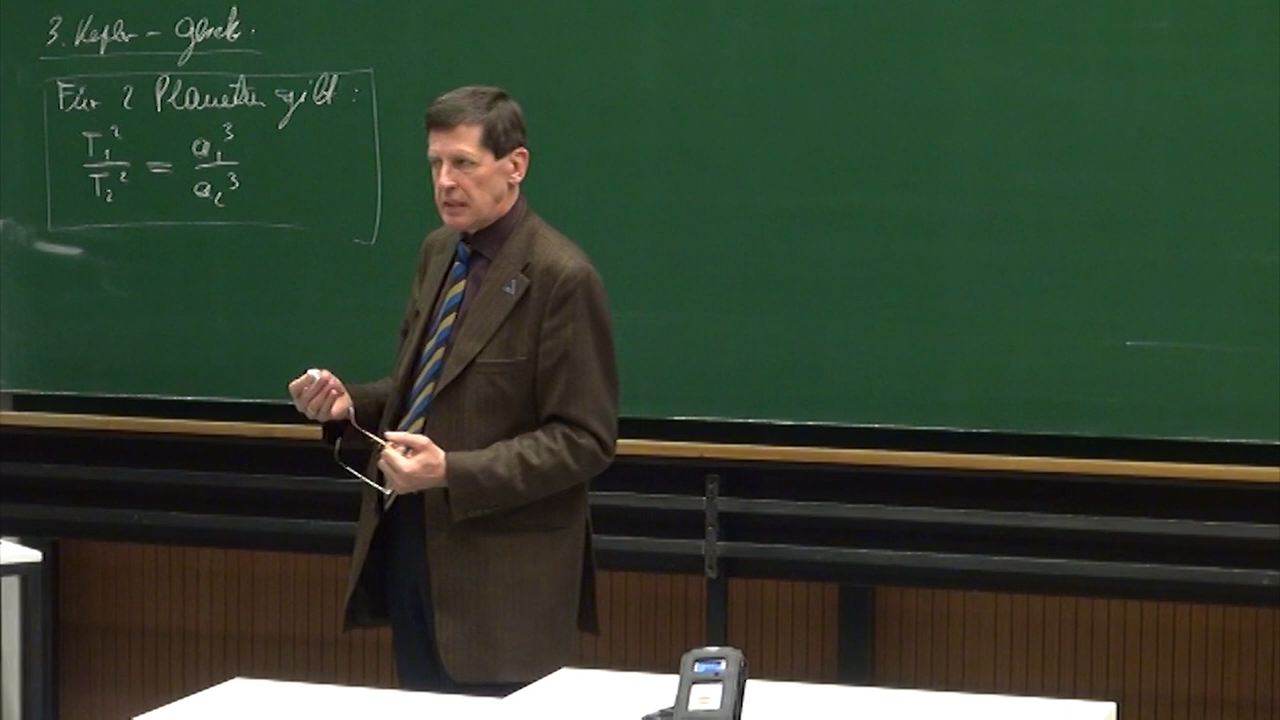 3. Kepler - Gesetz.
Für 2 Planeten gilt:
T₁² / T₂² = a₁³ / a₂³